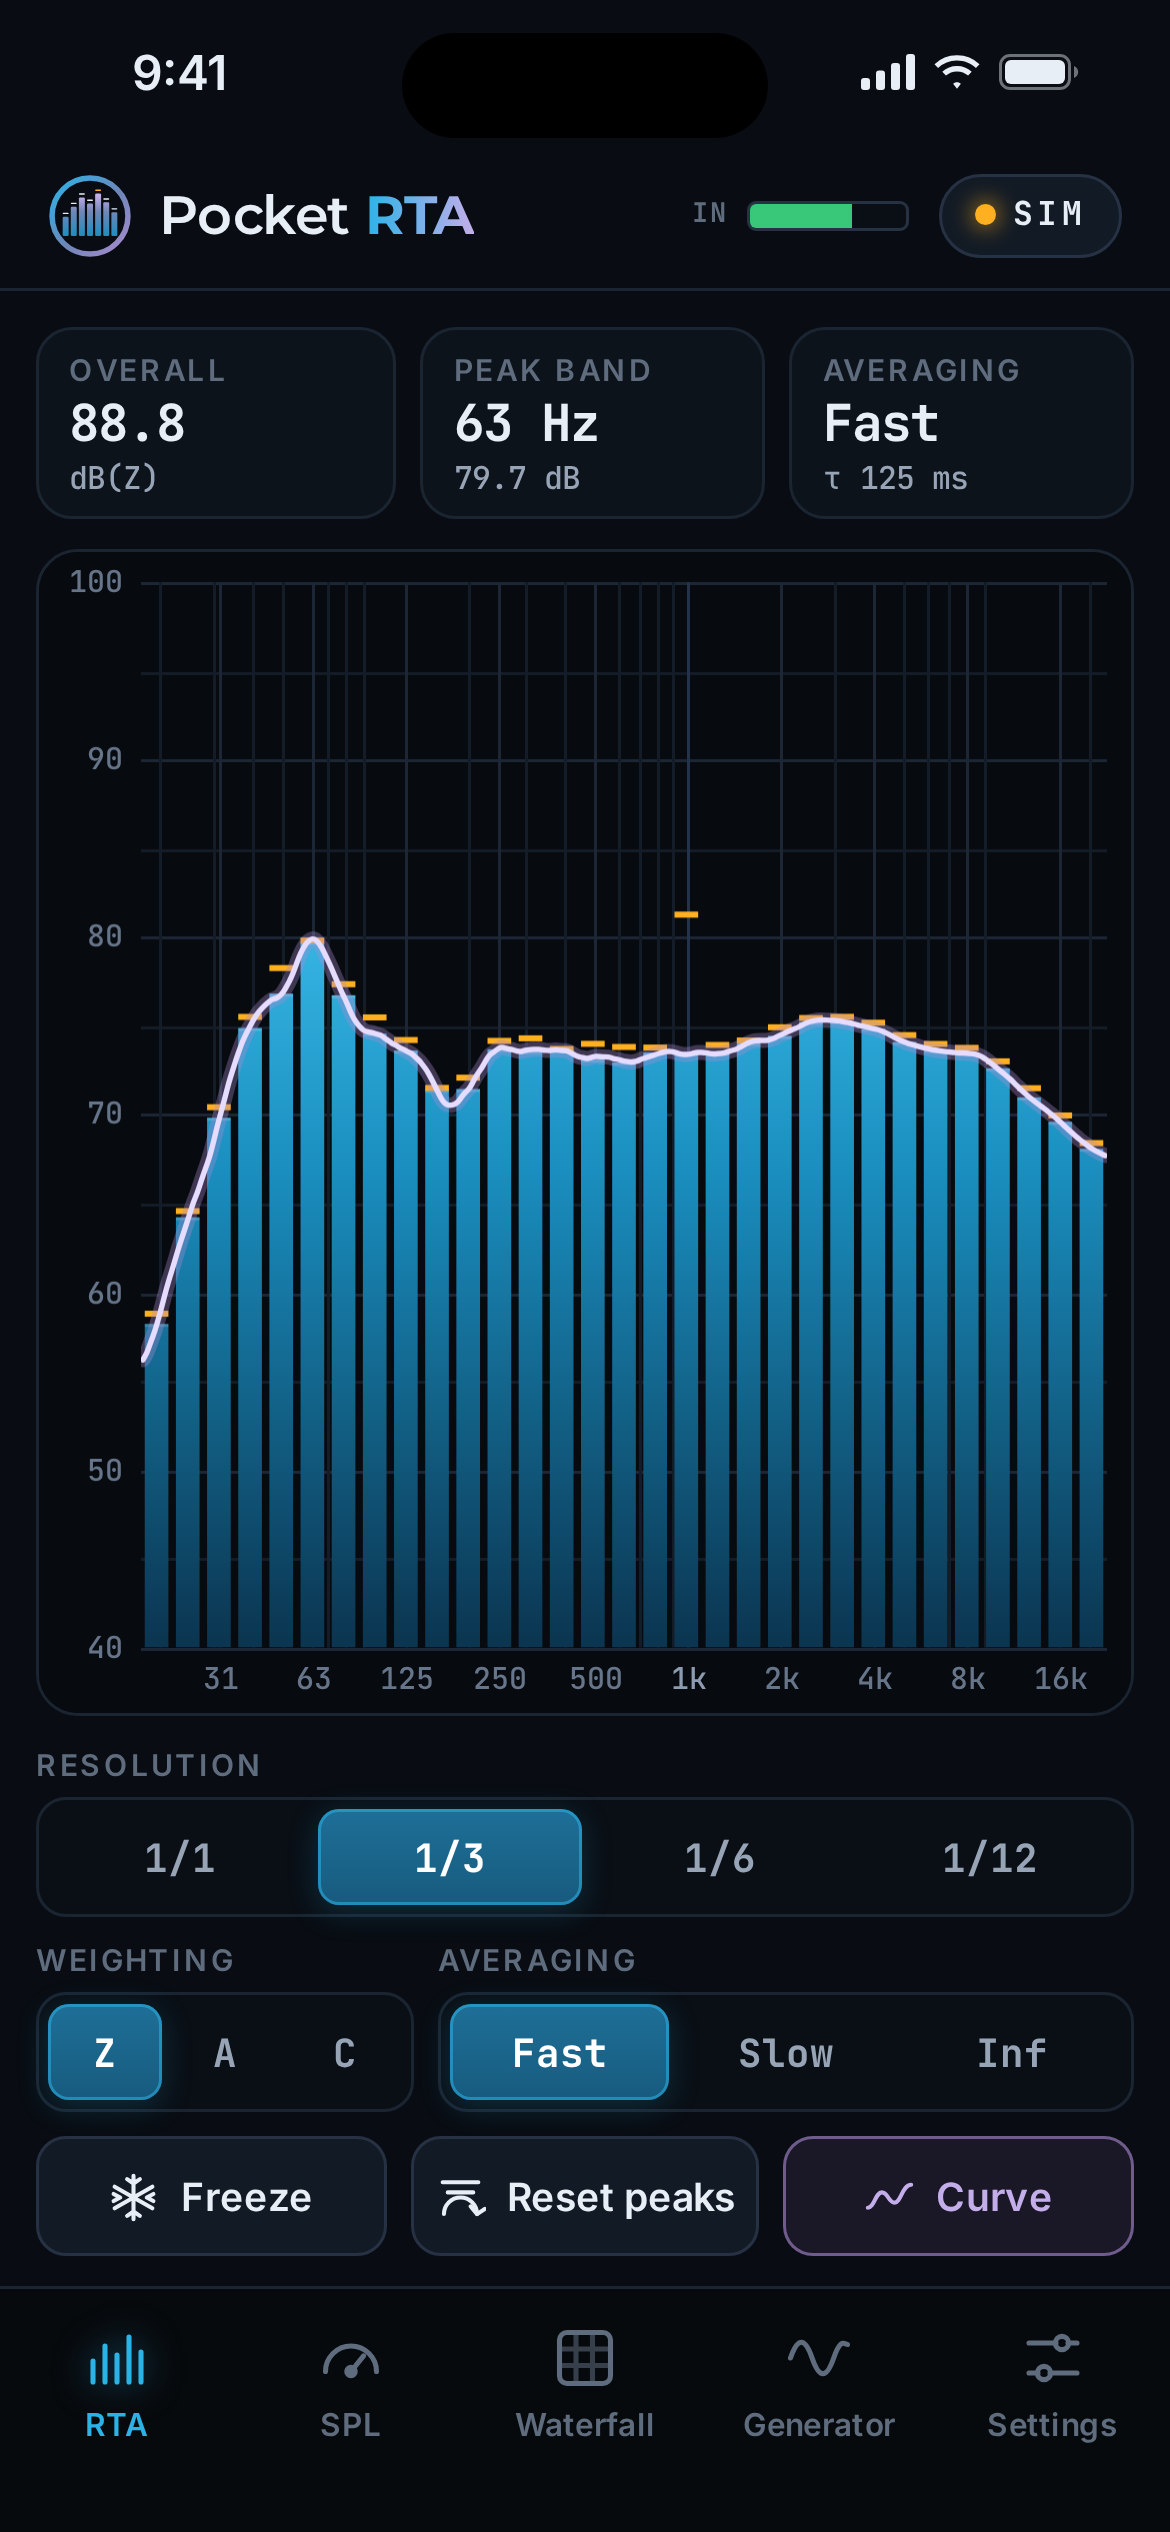 9:41
Pocket RTA
IN
SIM
OVERALL
88.8
dB(Z)
PEAK BAND
63 Hz
79.7 dB
AVERAGING
Fast
τ 125 ms
100
90
80
70
60
50
40
31 63 125 250 500 1k 2k 4k 8k 16k
RESOLUTION
1/1 1/3 1/6 1/12
WEIGHTING
Z A C
AVERAGING
Fast Slow Inf
Freeze
Reset peaks
Curve
RTA
SPL
Waterfall
Generator
Settings